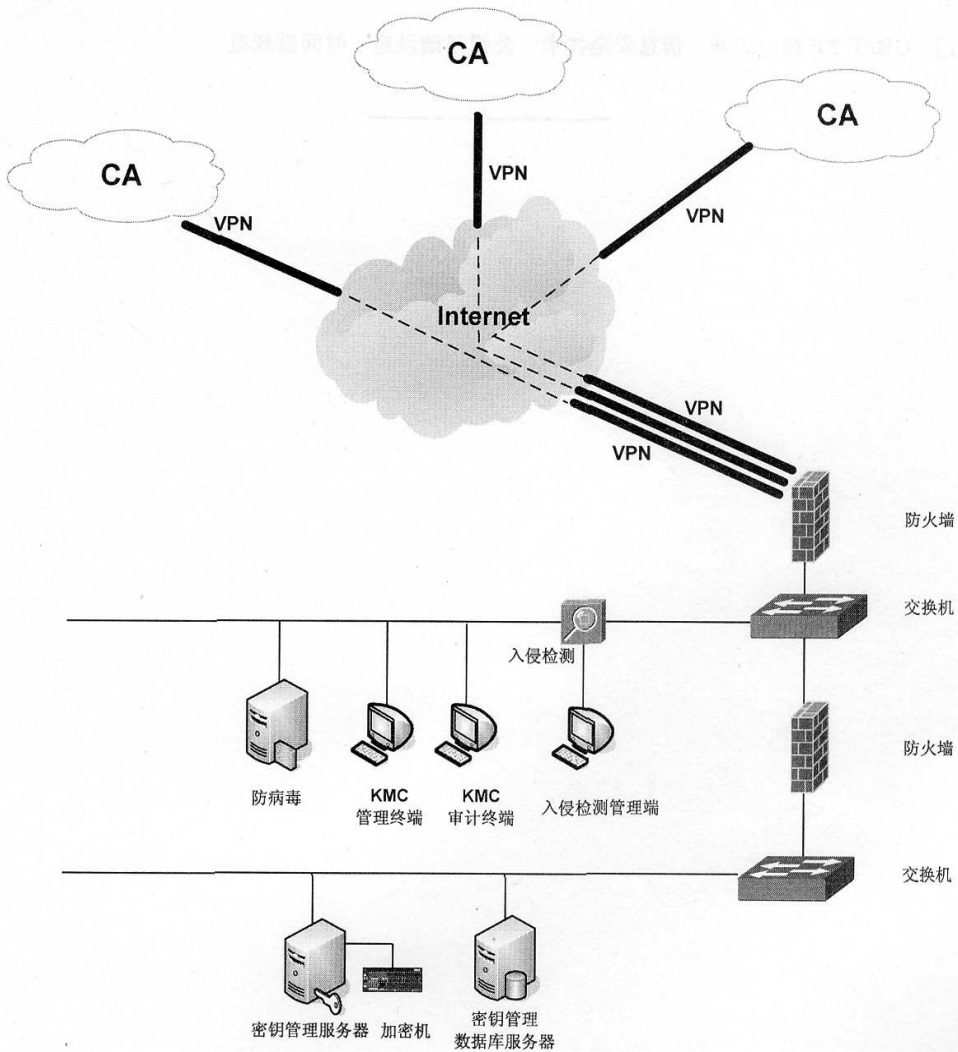 CA
CA
CA
VPN
VPN
VPN
Internet
VPN
VPN
防火墙
交换机
入侵检测
防火墙
防病毒
KMC
管理终端
KMC
审计终端
入侵检测管理端
交换机
密钥管理服务器
加密机
密钥管理
数据库服务器